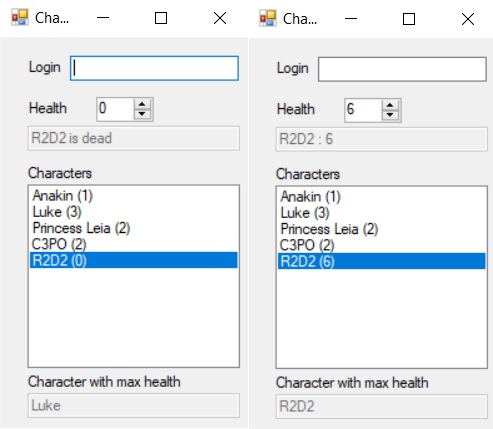 Cha...
Login
Health 0
R2D2 is dead
Characters
Anakin (1)
Luke (3)
Princess Leia (2)
C3PO (2)
R2D2 (0)
Character with max health
Luke
Cha...
Login
Health 6
R2D2 : 6
Characters
Anakin (1)
Luke (3)
Princess Leia (2)
C3PO (2)
R2D2 (6)
Character with max health
R2D2